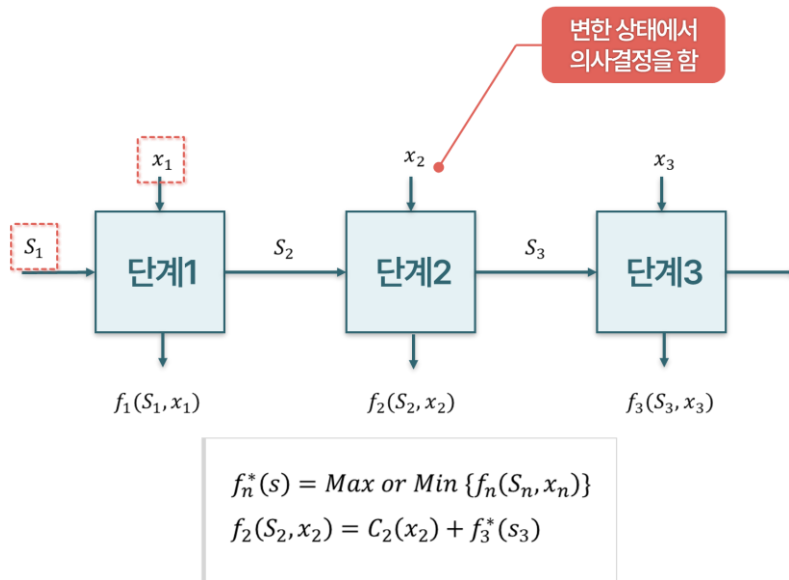 변한 상태에서
의사결정을 함
x₁ x₂ x₃
S₁ 단계1 S₂ 단계2 S₃ 단계3
f₁(S₁, x₁) f₂(S₂, x₂) f₃(S₃, x₃)
fₙ*(s) = Max or Min {fₙ(Sₙ, xₙ)}
f₂(S₂, x₂) = C₂(x₂) + f₃*(s₃)